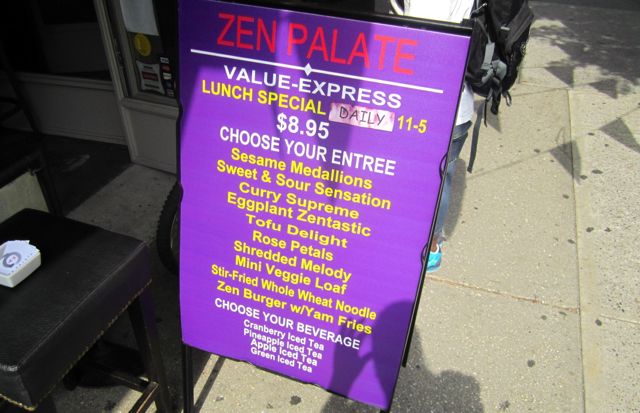 ZEN PALATE
VALUE-EXPRESS
LUNCH SPECIAL DAILY 11-5
$8.95
CHOOSE YOUR ENTREE
Sesame Medallions
Sweet & Sour Sensation
Curry Supreme
Eggplant Zentastic
Tofu Delight
Rose Petals
Shredded Melody
Mini Veggie Loaf
Stir-Fried Whole Wheat Noodle
Zen Burger w/Yam Fries
CHOOSE YOUR BEVERAGE
Cranberry Iced Tea
Pineapple Iced Tea
Apple Iced Tea
Green Iced Tea